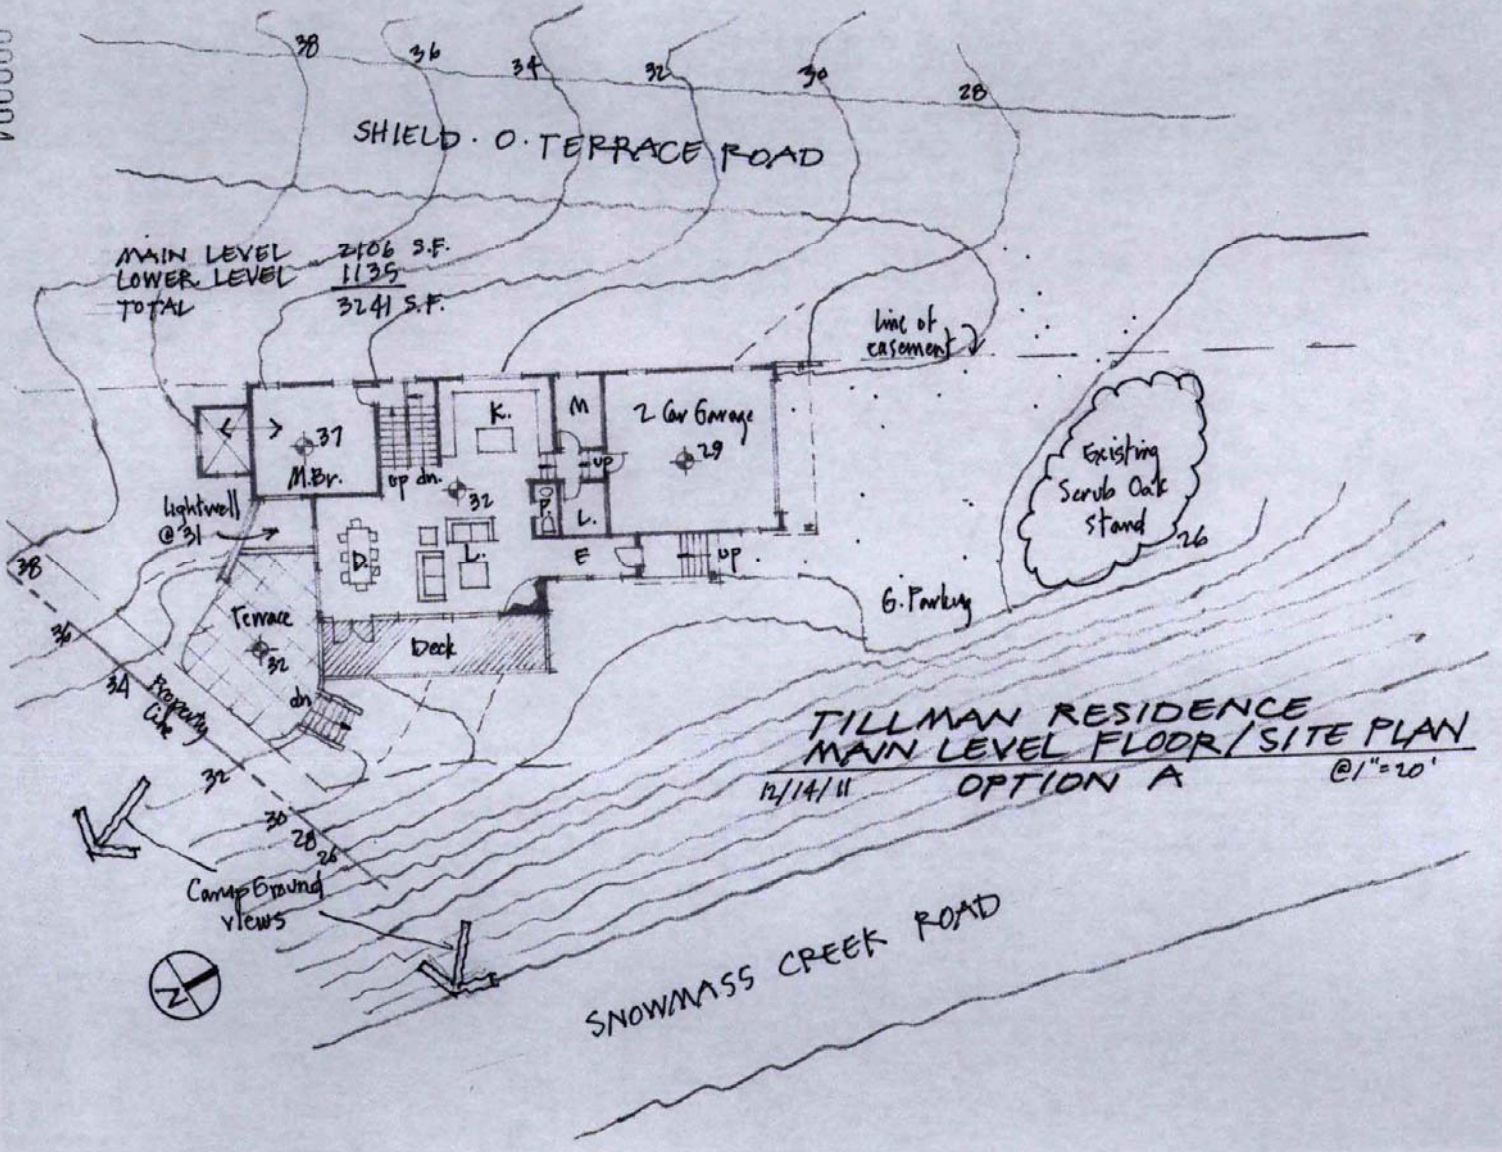 000004
38
36
34
32
30
28
SHIELD. O. TERRACE ROAD
MAIN LEVEL 2106 S.F.
LOWER LEVEL 1135
TOTAL 3241 S.F.
line of
easement
K.
M
2 Car Garage
37
29
M.Br.
up dn.
up
32
Existing
Scrub Oak
stand
lightwell
@ 31
P.
L.
26
D.
L.
E
up
38
G. Parking
Terrace
32
Deck
36
34
Property
Line
dn
TILLMAN RESIDENCE
MAIN LEVEL FLOOR/SITE PLAN
12/14/11 OPTION A @1"=20'
32
30
28
26
CampGround
views
N
SNOWMASS CREEK ROAD